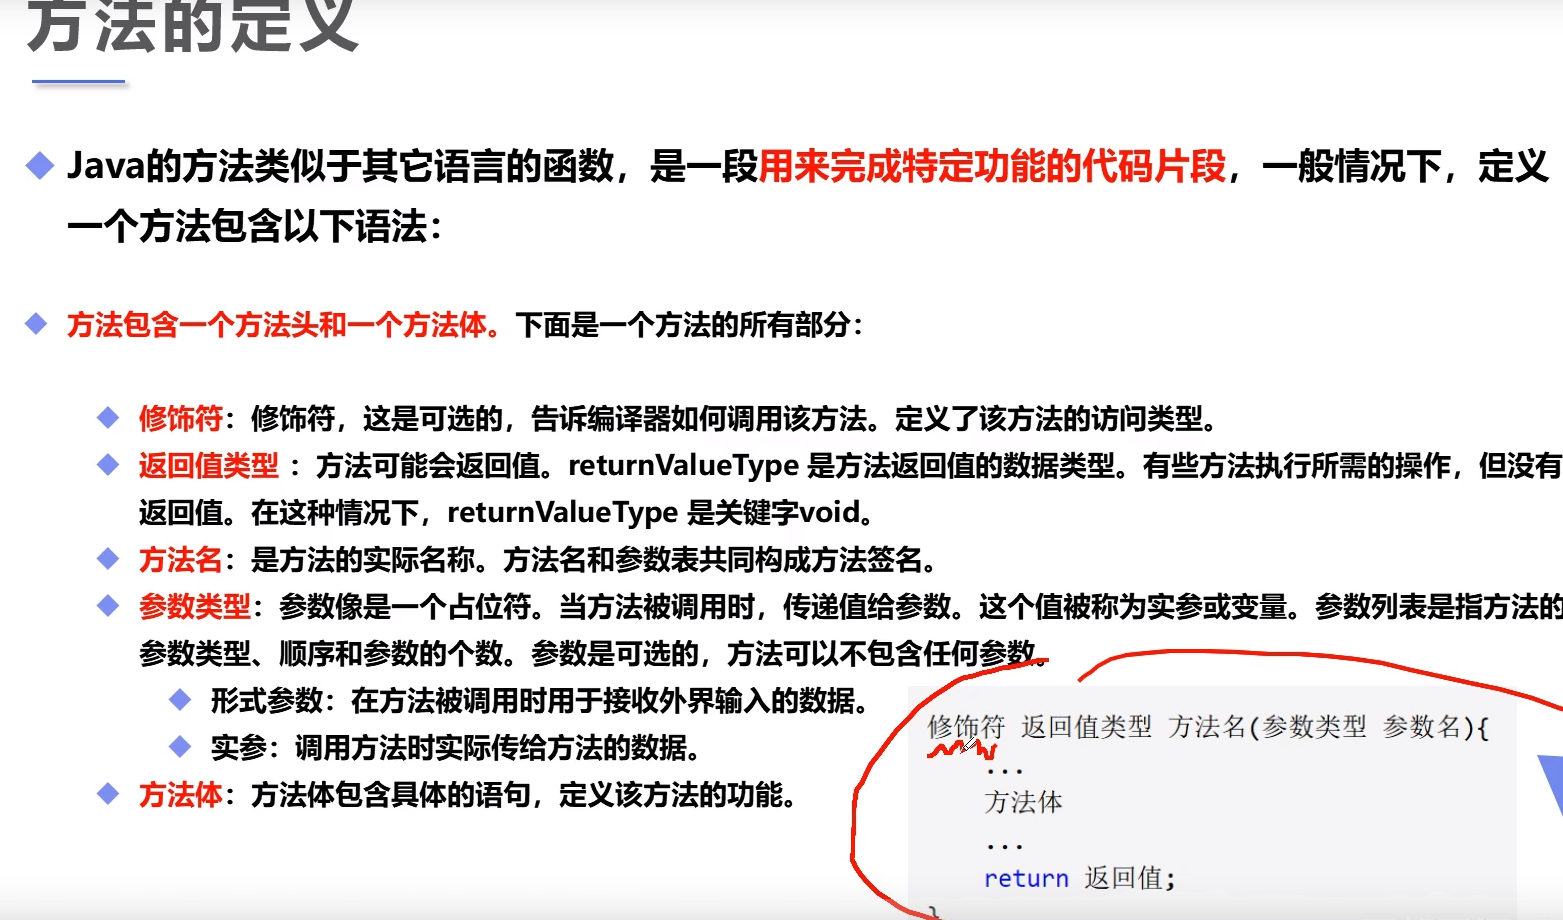 方法的定义
Java的方法类似于其它语言的函数，是一段用来完成特定功能的代码片段，一般情况下，定义
一个方法包含以下语法：
方法包含一个方法头和一个方法体。下面是一个方法的所有部分：
修饰符：修饰符，这是可选的，告诉编译器如何调用该方法。定义了该方法的访问类型。
返回值类型 ：方法可能会返回值。returnValueType 是方法返回值的数据类型。有些方法执行所需的操作，但没有
返回值。在这种情况下，returnValueType 是关键字void。
方法名：是方法的实际名称。方法名和参数表共同构成方法签名。
参数类型：参数像是一个占位符。当方法被调用时，传递值给参数。这个值被称为实参或变量。参数列表是指方法的
参数类型、顺序和参数的个数。参数是可选的，方法可以不包含任何参数。
形式参数：在方法被调用时用于接收外界输入的数据。
实参：调用方法时实际传给方法的数据。
方法体：方法体包含具体的语句，定义该方法的功能。
修饰符 返回值类型 方法名(参数类型 参数名){
...
方法体
...
return 返回值;
}